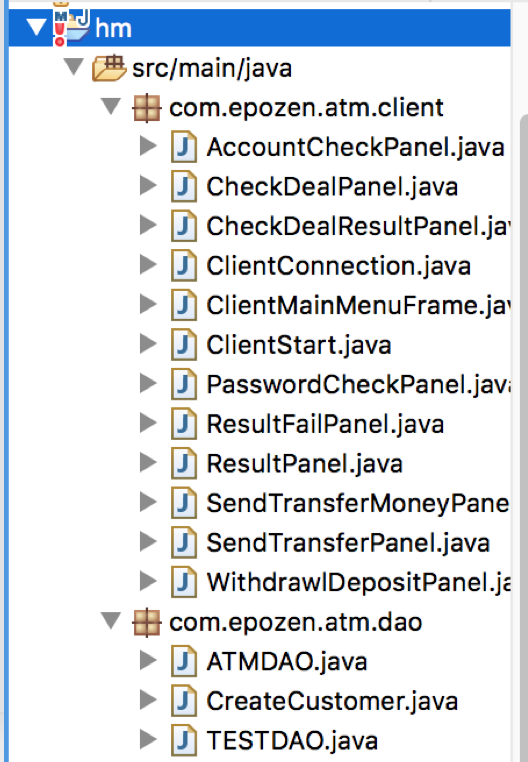 hm
src/main/java
com.epozen.atm.client
AccountCheckPanel.java
CheckDealPanel.java
CheckDealResultPanel.jav
ClientConnection.java
ClientMainMenuFrame.jav
ClientStart.java
PasswordCheckPanel.java
ResultFailPanel.java
ResultPanel.java
SendTransferMoneyPane
SendTransferPanel.java
WithdrawlDepositPanel.ja
com.epozen.atm.dao
ATMDAO.java
CreateCustomer.java
TESTDAO.java